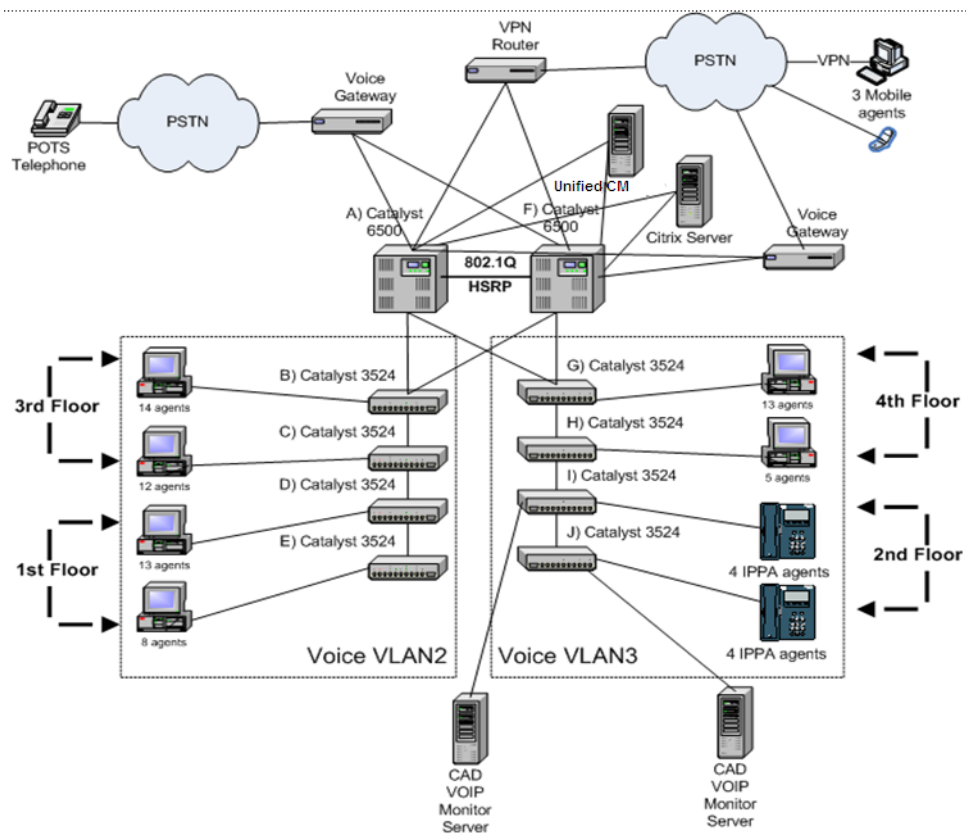 VPN
Router
PSTN
VPN
3 Mobile
agents
Voice
Gateway
PSTN
POTS
Telephone
Unified CM
A) Catalyst
6500
F) Catalyst
6500
Citrix Server
Voice
Gateway
802.1Q
HSRP
3rd Floor
14 agents
B) Catalyst 3524
12 agents
C) Catalyst 3524
1st Floor
13 agents
D) Catalyst 3524
8 agents
E) Catalyst 3524
Voice VLAN2
G) Catalyst 3524
13 agents
4th Floor
H) Catalyst 3524
5 agents
I) Catalyst 3524
4 IPPA agents
2nd Floor
J) Catalyst 3524
4 IPPA agents
Voice VLAN3
CAD
VOIP
Monitor
Server
CAD
VOIP
Monitor
Server